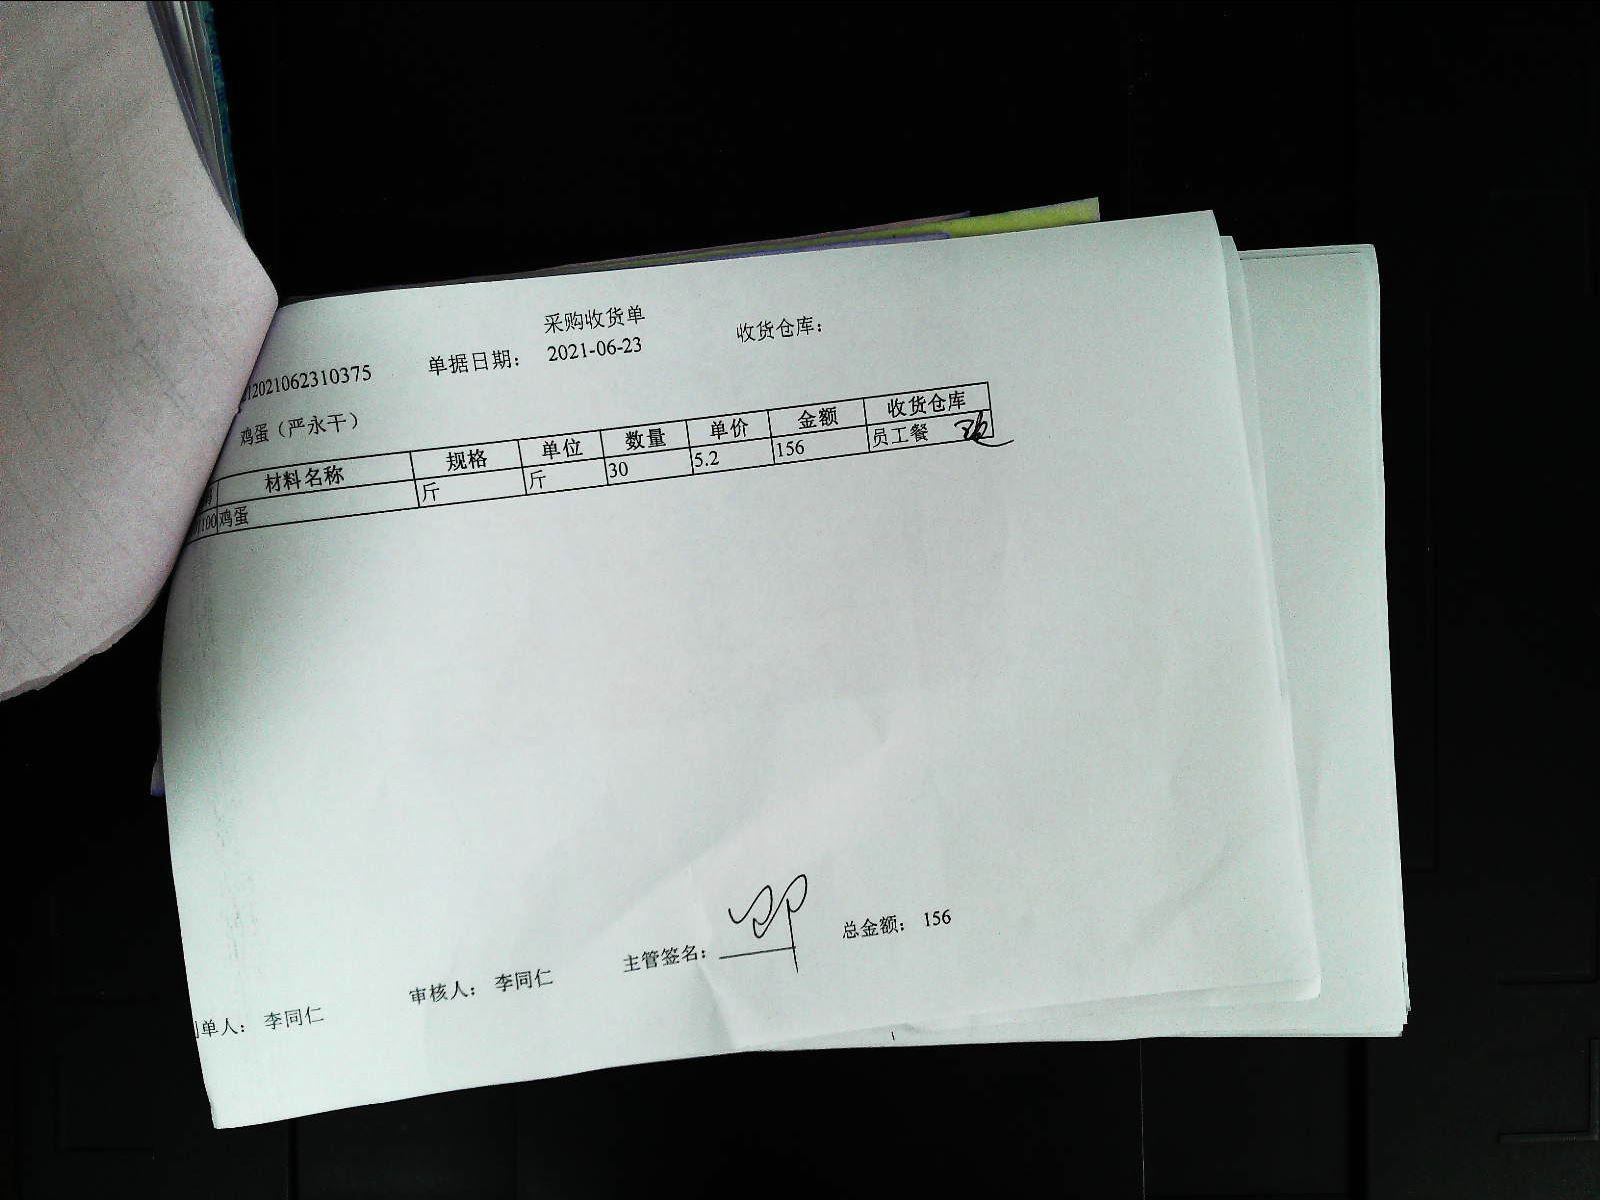 采购收货单
2021062310375 单据日期： 2021-06-23 收货仓库：
鸡蛋（严永干）
材料名称 规格 单位 数量 单价 金额 收货仓库
100 鸡蛋 斤 斤 30 5.2 156 员工餐
单人： 李同仁 审核人： 李同仁 主管签名： 总金额： 156